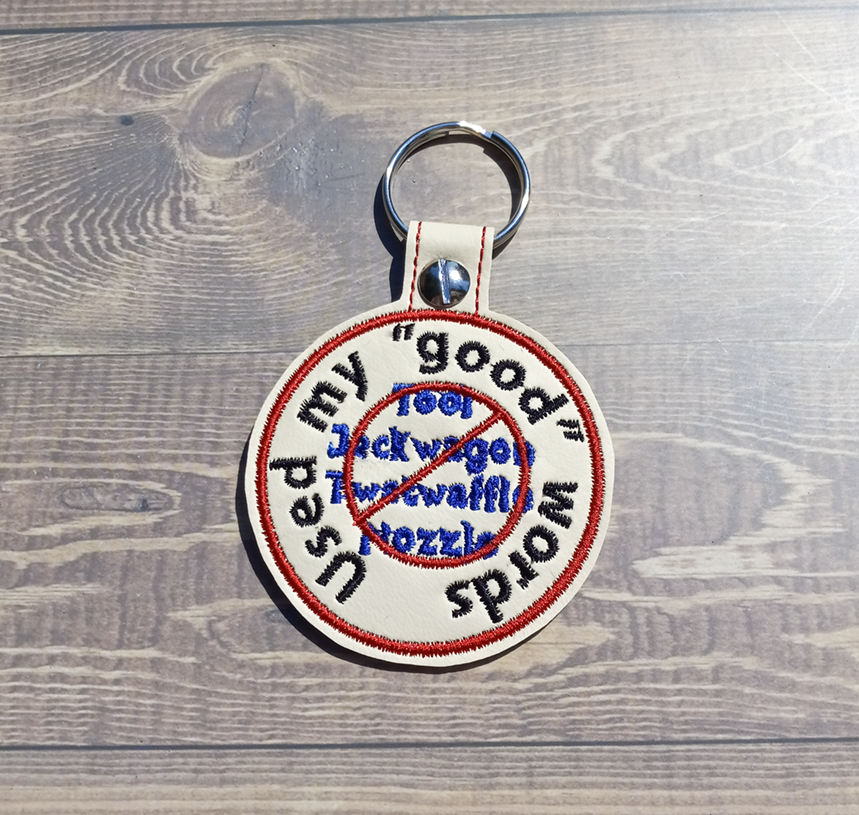 Used my "good" words
Tool
Jackwagon
Twatwaffle
Nozzle